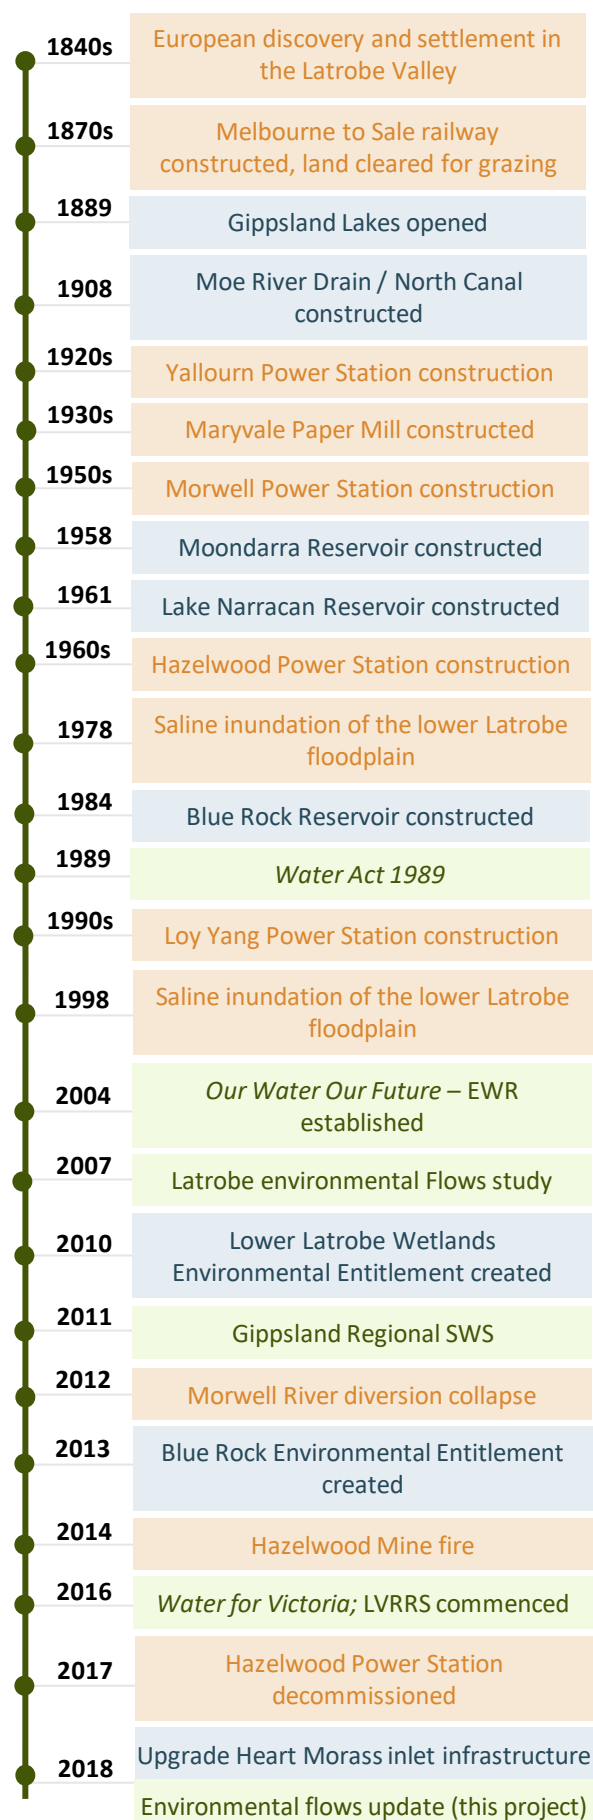 1840s
European discovery and settlement in
the Latrobe Valley
1870s
Melbourne to Sale railway
constructed, land cleared for grazing
1889
Gippsland Lakes opened
1908
Moe River Drain / North Canal
constructed
1920s
Yallourn Power Station construction
1930s
Maryvale Paper Mill constructed
1950s
Morwell Power Station construction
1958
Moondarra Reservoir constructed
1961
Lake Narracan Reservoir constructed
1960s
Hazelwood Power Station construction
1978
Saline inundation of the lower Latrobe
floodplain
1984
Blue Rock Reservoir constructed
1989
Water Act 1989
1990s
Loy Yang Power Station construction
1998
Saline inundation of the lower Latrobe
floodplain
2004
Our Water Our Future – EWR
established
2007
Latrobe environmental Flows study
2010
Lower Latrobe Wetlands
Environmental Entitlement created
2011
Gippsland Regional SWS
2012
Morwell River diversion collapse
2013
Blue Rock Environmental Entitlement
created
2014
Hazelwood Mine fire
2016
Water for Victoria; LVRRS commenced
2017
Hazelwood Power Station
decommissioned
2018
Upgrade Heart Morass inlet infrastructure
Environmental flows update (this project)